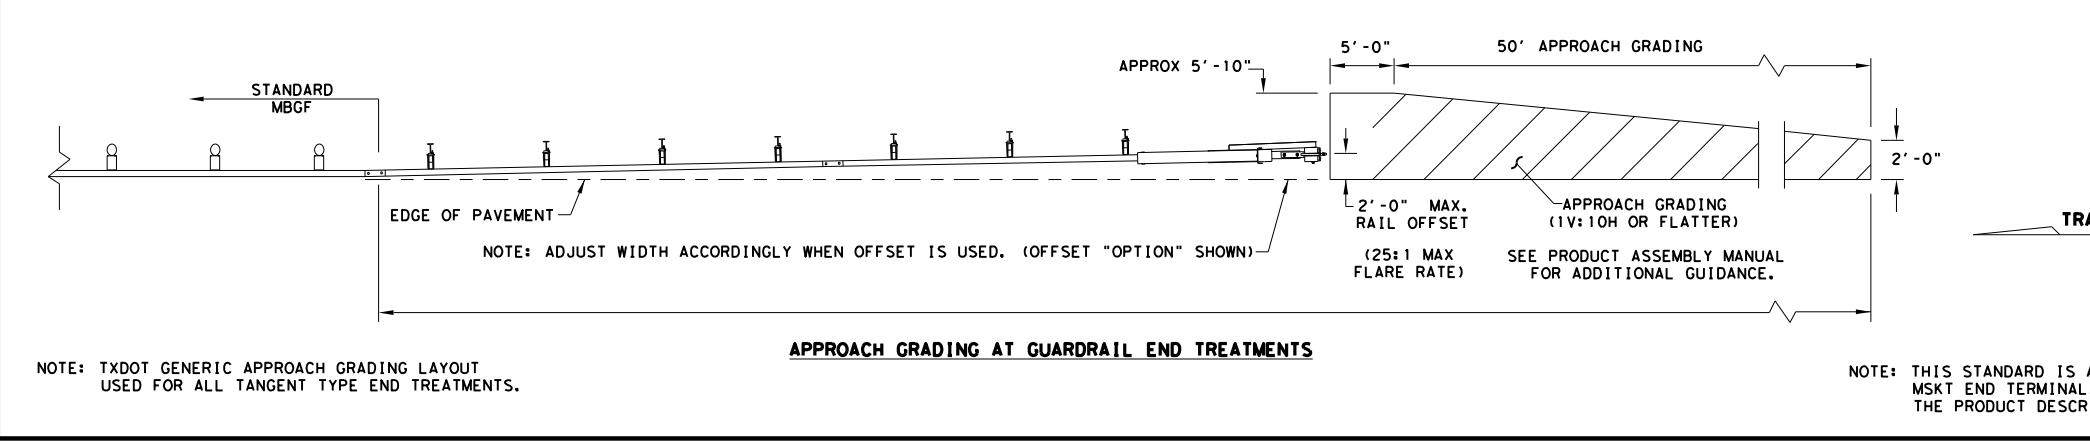 5'-0"
50' APPROACH GRADING
APPROX 5'-10"
STANDARD
MBGF
2'-0"
EDGE OF PAVEMENT
2'-0" MAX.
RAIL OFFSET
(25:1 MAX
FLARE RATE)
APPROACH GRADING
(1V:10H OR FLATTER)
SEE PRODUCT ASSEMBLY MANUAL
FOR ADDITIONAL GUIDANCE.
TRA
NOTE: ADJUST WIDTH ACCORDINGLY WHEN OFFSET IS USED. (OFFSET "OPTION" SHOWN)
APPROACH GRADING AT GUARDRAIL END TREATMENTS
NOTE: TXDOT GENERIC APPROACH GRADING LAYOUT
USED FOR ALL TANGENT TYPE END TREATMENTS.
NOTE: THIS STANDARD IS A
MSKT END TERMINAL
THE PRODUCT DESCR